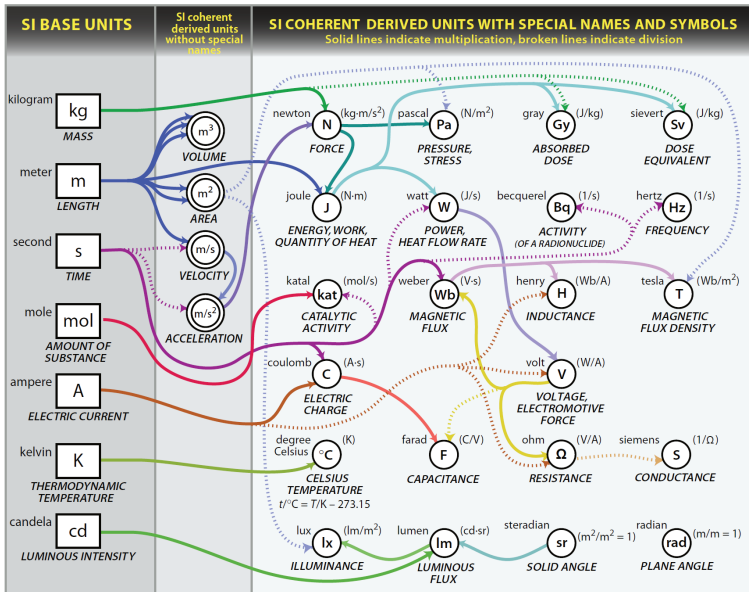 SI BASE UNITS
SI coherent
derived units
without special
names
SI COHERENT DERIVED UNITS WITH SPECIAL NAMES AND SYMBOLS
Solid lines indicate multiplication, broken lines indicate division
kilogram
kg
MASS
m³
VOLUME
newton
N
(kg·m/s²)
FORCE
pascal
Pa
(N/m²)
PRESSURE,
STRESS
gray
Gy
(J/kg)
ABSORBED
DOSE
sievert
Sv
(J/kg)
DOSE
EQUIVALENT
meter
m
LENGTH
m²
AREA
joule
J
(N·m)
ENERGY, WORK,
QUANTITY OF HEAT
watt
W
(J/s)
POWER,
HEAT FLOW RATE
becquerel
Bq
(1/s)
ACTIVITY
(OF A RADIONUCLIDE)
hertz
Hz
(1/s)
FREQUENCY
second
s
TIME
m/s
VELOCITY
m/s²
ACCELERATION
katal
kat
(mol/s)
CATALYTIC
ACTIVITY
weber
Wb
(V·s)
MAGNETIC
FLUX
henry
H
(Wb/A)
INDUCTANCE
tesla
T
(Wb/m²)
MAGNETIC
FLUX DENSITY
mole
mol
AMOUNT OF
SUBSTANCE
coulomb
C
(A·s)
ELECTRIC
CHARGE
volt
V
(W/A)
VOLTAGE,
ELECTROMOTIVE
FORCE
ampere
A
ELECTRIC CURRENT
kelvin
K
THERMODYNAMIC
TEMPERATURE
degree
Celsius
°C
(K)
CELSIUS
TEMPERATURE
t/°C = T/K – 273.15
farad
F
(C/V)
CAPACITANCE
ohm
Ω
(V/A)
RESISTANCE
siemens
S
(1/Ω)
CONDUCTANCE
candela
cd
LUMINOUS INTENSITY
lux
lx
(lm/m²)
ILLUMINANCE
lumen
lm
(cd·sr)
LUMINOUS
FLUX
steradian
sr
(m²/m² = 1)
SOLID ANGLE
radian
rad
(m/m = 1)
PLANE ANGLE